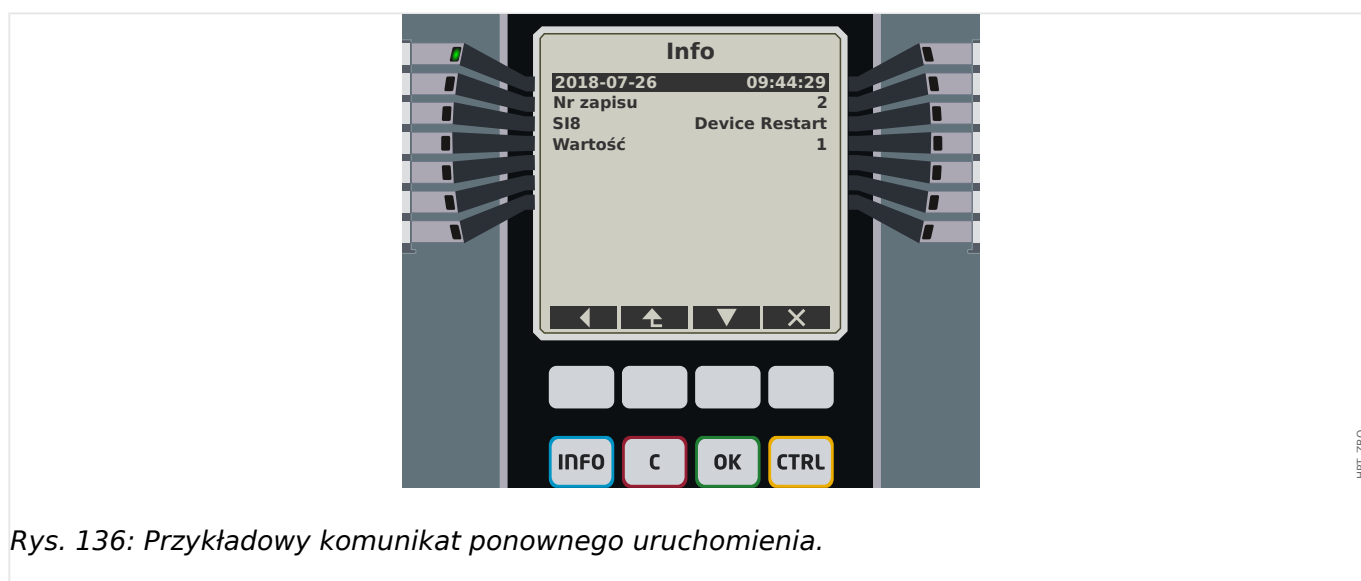 Info
2018-07-26 09:44:29
Nr zapisu 2
SI8 Device Restart
Wartość 1
INFO C OK CTRL
Rys. 136: Przykładowy komunikat ponownego uruchomienia.